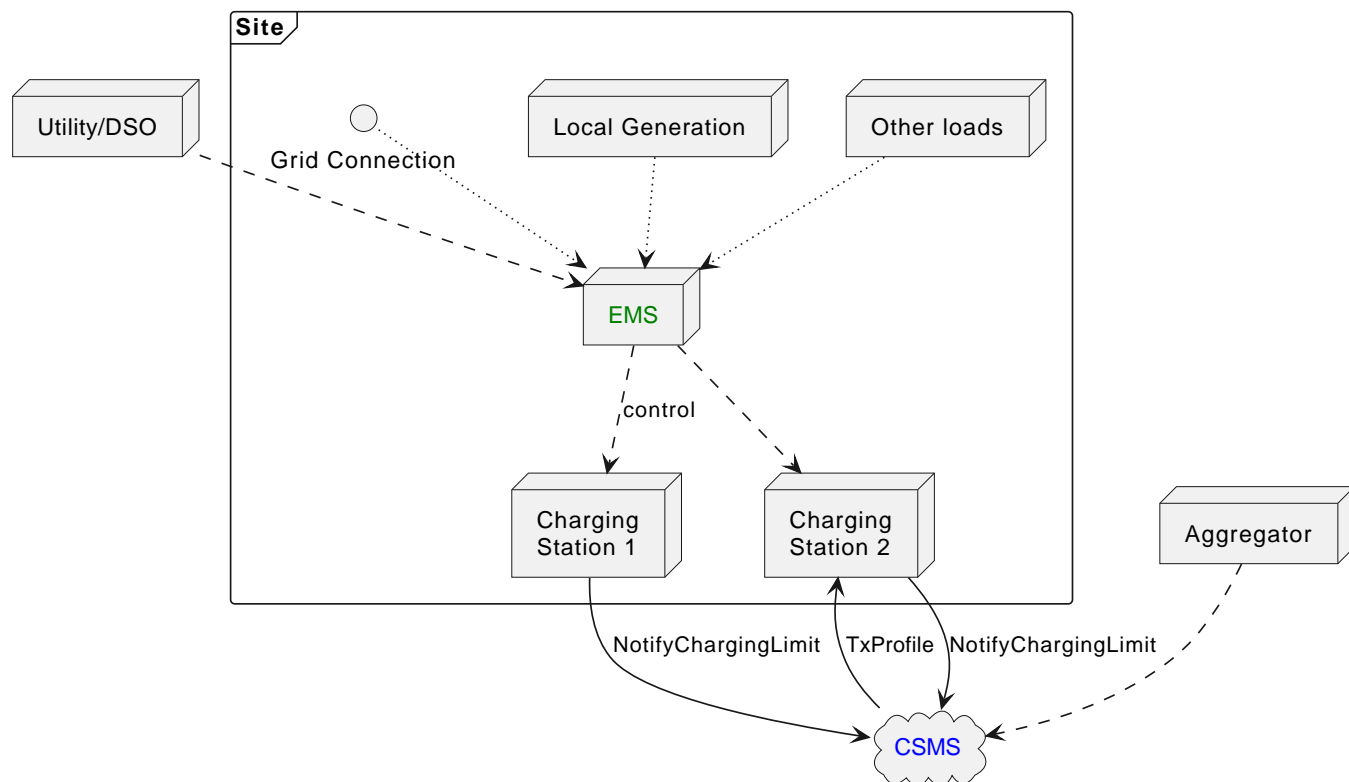 Site
Utility/DSO
Local Generation
Other loads
Grid Connection
EMS
control
Charging
Station 1
Charging
Station 2
Aggregator
NotifyChargingLimit
TxProfile
NotifyChargingLimit
CSMS